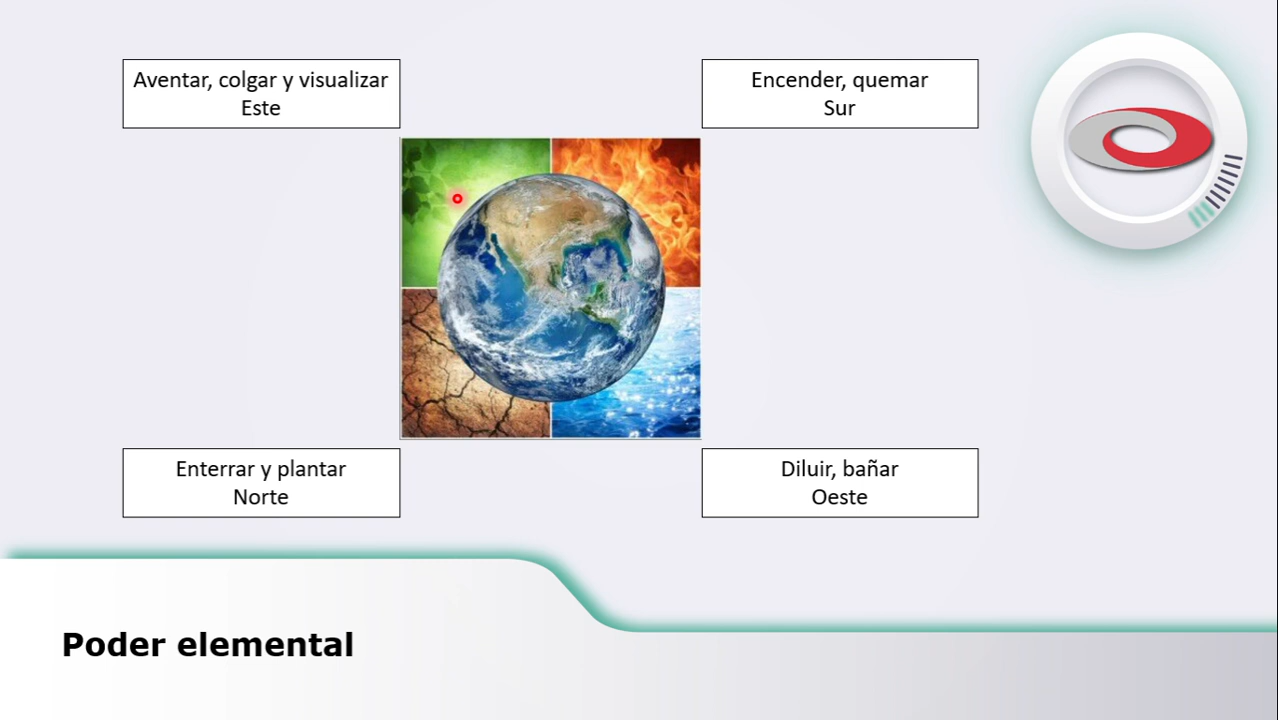 Aventar, colgar y visualizar
Este
Encender, quemar
Sur
Enterrar y plantar
Norte
Diluir, bañar
Oeste
Poder elemental